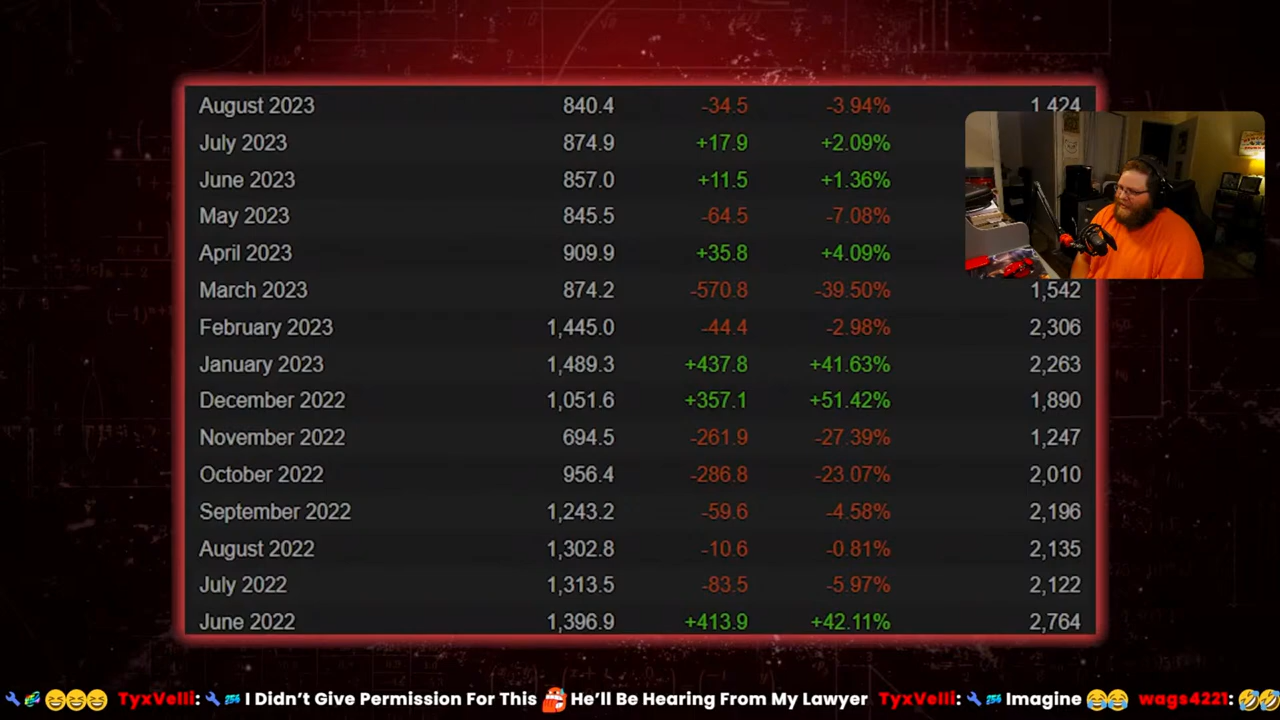 August 2023 840.4 -34.5 -3.94% 1,424
July 2023 874.9 +17.9 +2.09%
June 2023 857.0 +11.5 +1.36%
May 2023 845.5 -64.5 -7.08%
April 2023 909.9 +35.8 +4.09%
March 2023 874.2 -570.8 -39.50% 1,542
February 2023 1,445.0 -44.4 -2.98% 2,306
January 2023 1,489.3 +437.8 +41.63% 2,263
December 2022 1,051.6 +357.1 +51.42% 1,890
November 2022 694.5 -261.9 -27.39% 1,247
October 2022 956.4 -286.8 -23.07% 2,010
September 2022 1,243.2 -59.6 -4.58% 2,196
August 2022 1,302.8 -10.6 -0.81% 2,135
July 2022 1,313.5 -83.5 -5.97% 2,122
June 2022 1,396.9 +413.9 +42.11% 2,764
😆😆😆 TyxVelli: I Didn't Give Permission For This He'll Be Hearing From My Lawyer TyxVelli: Imagine 😂😂 wags4221: 🤣🤣